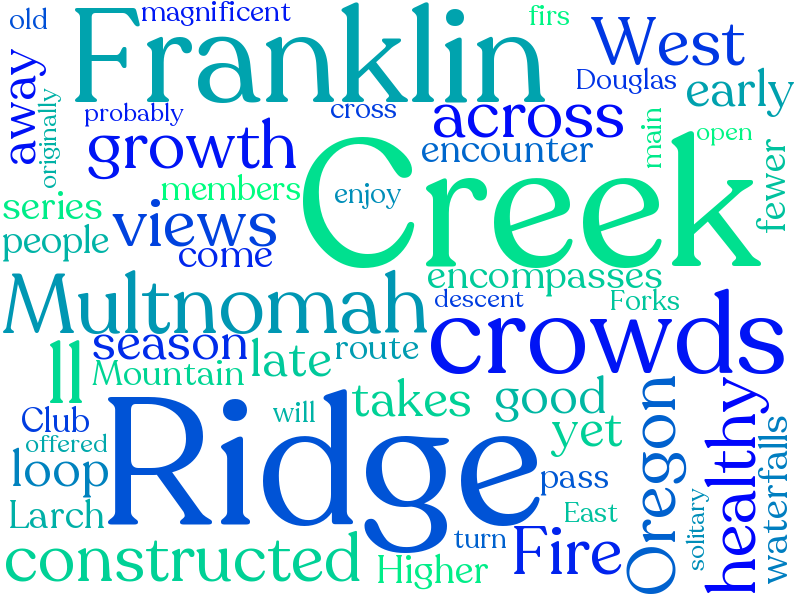 old
magnificent
firs
Franklin
West
Douglas
early
away
originally
probably
cross
across
growth
encounter
main
open
fewer
Creek
members
enjoy
series
views
people
come
encompasses
Multnomah
descent
Forks
crowds
ll
season
late
route
Mountain
takes
good
Club
will
yet
offered
Ridge
loop
pass
Oregon
healthy
waterfalls
Larch
East
solitary
turn
Fire
constructed
Higher